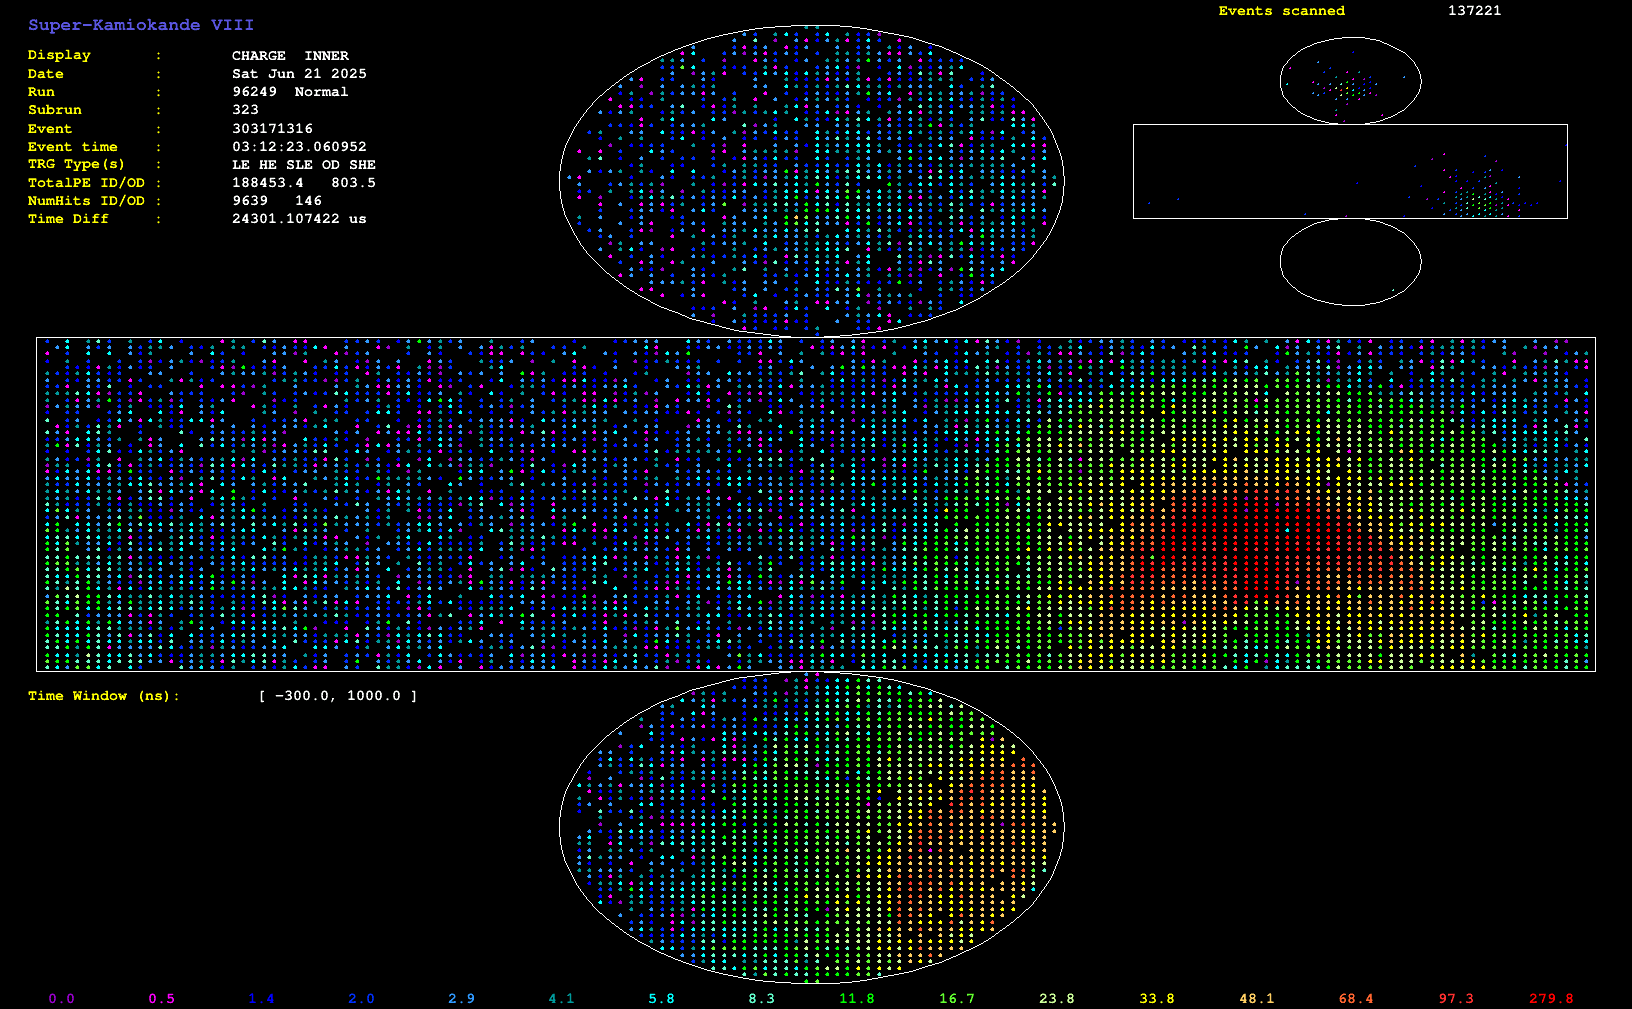 Super-Kamiokande VIII
Events scanned 137221
Display : CHARGE INNER
Date : Sat Jun 21 2025
Run : 96249 Normal
Subrun : 323
Event : 303171316
Event time : 03:12:23.060952
TRG Type(s) : LE HE SLE OD SHE
TotalPE ID/OD : 188453.4 803.5
NumHits ID/OD : 9639 146
Time Diff : 24301.107422 us
Time Window (ns): [ -300.0, 1000.0 ]
0.0 0.5 1.4 2.0 2.9 4.1 5.8 8.3 11.8 16.7 23.8 33.8 48.1 68.4 97.3 279.8